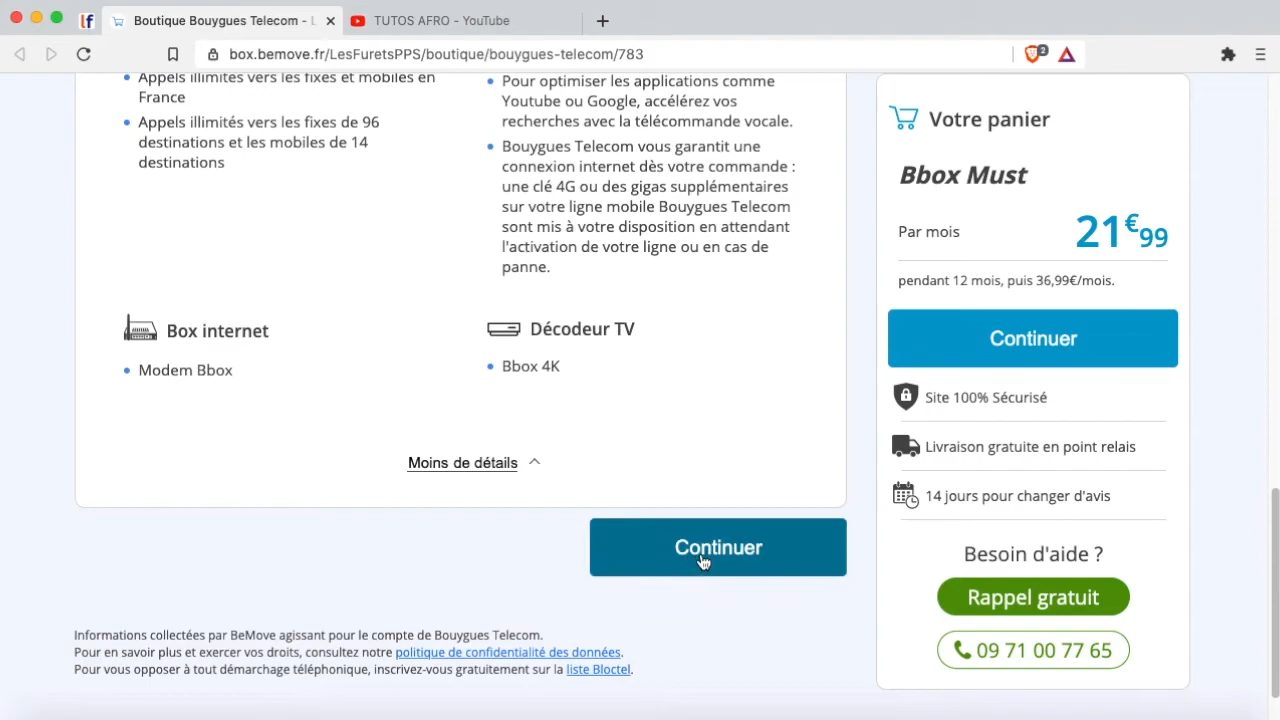 lf
Boutique Bouygues Telecom - L
TUTOS AFRO - YouTube
box.bemove.fr/LesFuretsPPS/boutique/bouygues-telecom/783
2
Appels illimités vers les fixes et mobiles en
France
Appels illimités vers les fixes de 96
destinations et les mobiles de 14
destinations
Pour optimiser les applications comme
Youtube ou Google, accélérez vos
recherches avec la télécommande vocale.
Bouygues Telecom vous garantit une
connexion internet dès votre commande :
une clé 4G ou des gigas supplémentaires
sur votre ligne mobile Bouygues Telecom
sont mis à votre disposition en attendant
l'activation de votre ligne ou en cas de
panne.
Box internet
Modem Bbox
Décodeur TV
Bbox 4K
Moins de détails
Continuer
Informations collectées par BeMove agissant pour le compte de Bouygues Telecom.
Pour en savoir plus et exercer vos droits, consultez notre politique de confidentialité des données.
Pour vous opposer à tout démarchage téléphonique, inscrivez-vous gratuitement sur la liste Bloctel.
Votre panier
Bbox Must
Par mois 21€99
pendant 12 mois, puis 36,99€/mois.
Continuer
Site 100% Sécurisé
Livraison gratuite en point relais
14 jours pour changer d'avis
Besoin d'aide ?
Rappel gratuit
09 71 00 77 65